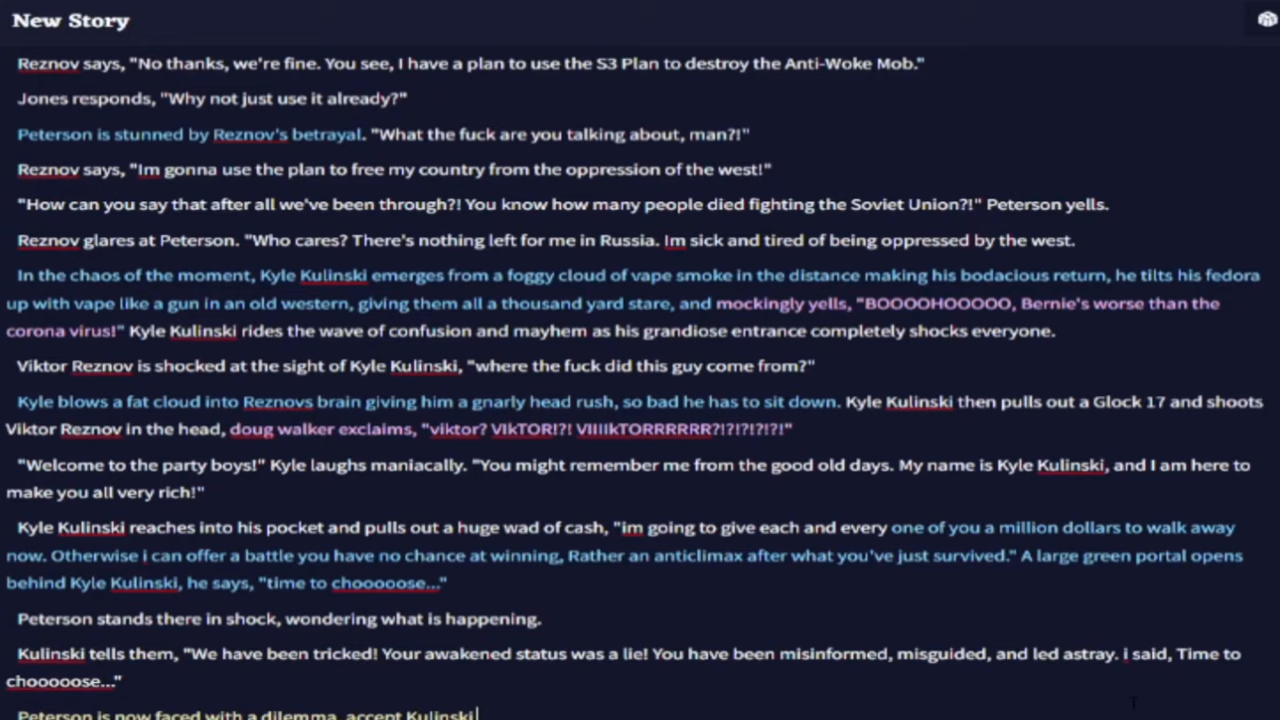 New Story
Reznov says, "No thanks, we're fine. You see, I have a plan to use the S3 Plan to destroy the Anti-Woke Mob."
Jones responds, "Why not just use it already?"
Peterson is stunned by Reznov's betrayal. "What the fuck are you talking about, man?!"
Reznov says, "Im gonna use the plan to free my country from the oppression of the west!"
"How can you say that after all we've been through?! You know how many people died fighting the Soviet Union?!" Peterson yells.
Reznov glares at Peterson. "Who cares? There's nothing left for me in Russia. Im sick and tired of being oppressed by the west.
In the chaos of the moment, Kyle Kulinski emerges from a foggy cloud of vape smoke in the distance making his bodacious return, he tilts his fedora
up with vape like a gun in an old western, giving them all a thousand yard stare, and mockingly yells, "BOOOOHOOOOO, Bernie's worse than the
corona virus!" Kyle Kulinski rides the wave of confusion and mayhem as his grandiose entrance completely shocks everyone.
Viktor Reznov is shocked at the sight of Kyle Kulinski, "where the fuck did this guy come from?"
Kyle blows a fat cloud into Reznovs brain giving him a gnarly head rush, so bad he has to sit down. Kyle Kulinski then pulls out a Glock 17 and shoots
Viktor Reznov in the head, doug walker exclaims, "viktor? VIkTOR!?! VIIIIkTORRRRRR?!?!?!?!?!"
"Welcome to the party boys!" Kyle laughs maniacally. "You might remember me from the good old days. My name is Kyle Kulinski, and I am here to
make you all very rich!"
Kyle Kulinski reaches into his pocket and pulls out a huge wad of cash, "im going to give each and every one of you a million dollars to walk away
now. Otherwise i can offer a battle you have no chance at winning, Rather an anticlimax after what you've just survived." A large green portal opens
behind Kyle Kulinski, he says, "time to chooooose..."
Peterson stands there in shock, wondering what is happening.
Kulinski tells them, "We have been tricked! Your awakened status was a lie! You have been misinformed, misguided, and led astray. i said, Time to
chooooose..."
Peterson is now faced with a dilemma, accept Kulinski